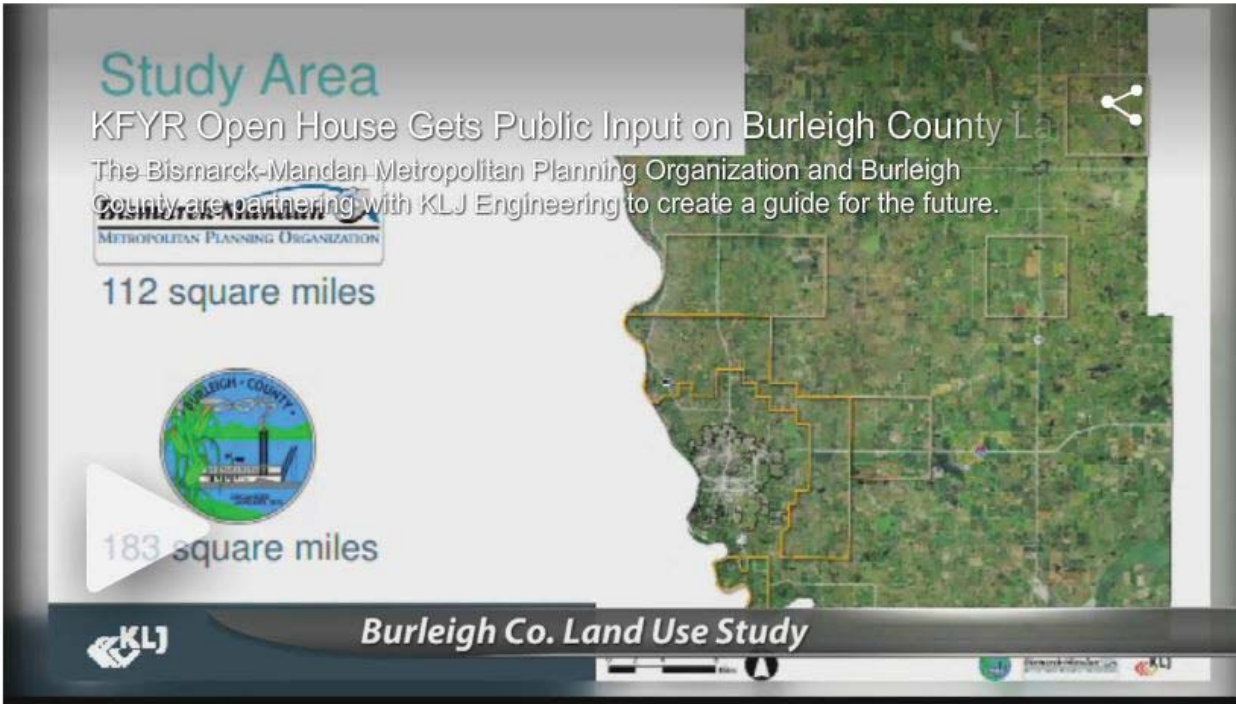 Study Area
KFYR Open House Gets Public Input on Burleigh County La
The Bismarck-Mandan Metropolitan Planning Organization and Burleigh
County are partnering with KLJ Engineering to create a guide for the future.
Bismarck-Mandan
METROPOLITAN PLANNING ORGANIZATION
112 square miles
BURLEIGH · COUNTY
183 square miles
KLJ
Burleigh Co. Land Use Study
KLJ